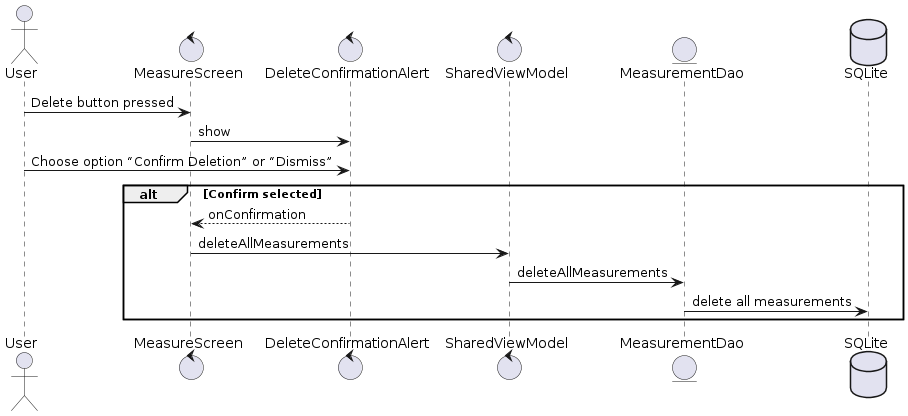 User
MeasureScreen
DeleteConfirmationAlert
SharedViewModel
MeasurementDao
SQLite
Delete button pressed
show
Choose option “Confirm Deletion” or “Dismiss”
alt
[Confirm selected]
onConfirmation
deleteAllMeasurements
deleteAllMeasurements
delete all measurements
User
MeasureScreen
DeleteConfirmationAlert
SharedViewModel
MeasurementDao
SQLite